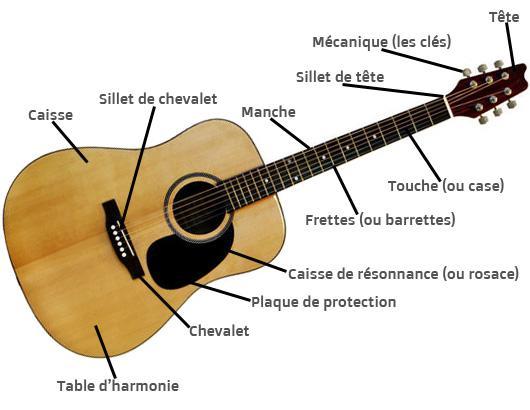 Tête
Mécanique (les clés)
Sillet de tête
Sillet de chevalet
Manche
Caisse
Touche (ou case)
Frettes (ou barrettes)
Caisse de résonnance (ou rosace)
Plaque de protection
Chevalet
Table d'harmonie